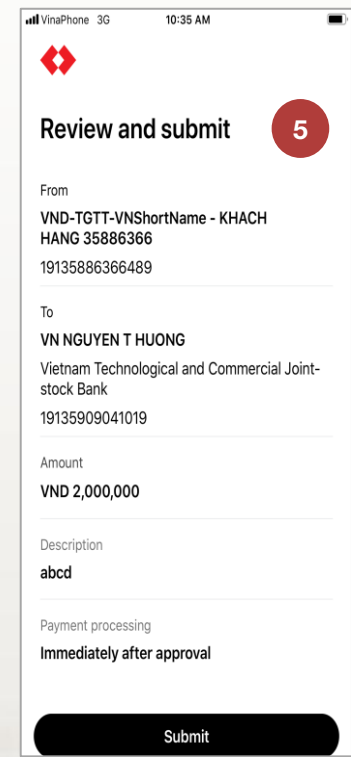 VinaPhone 3G 10:35 AM
Review and submit 5
From
VND-TGTT-VNShortName - KHACH
HANG 35886366
19135886366489
To
VN NGUYEN T HUONG
Vietnam Technological and Commercial Joint-
stock Bank
19135909041019
Amount
VND 2,000,000
Description
abcd
Payment processing
Immediately after approval
Submit